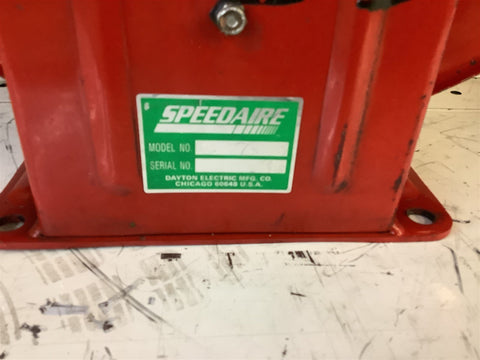 SPEEDAIRE
MODEL NO.
SERIAL NO.
DAYTON ELECTRIC MFG. CO.
CHICAGO 60648 U.S.A.